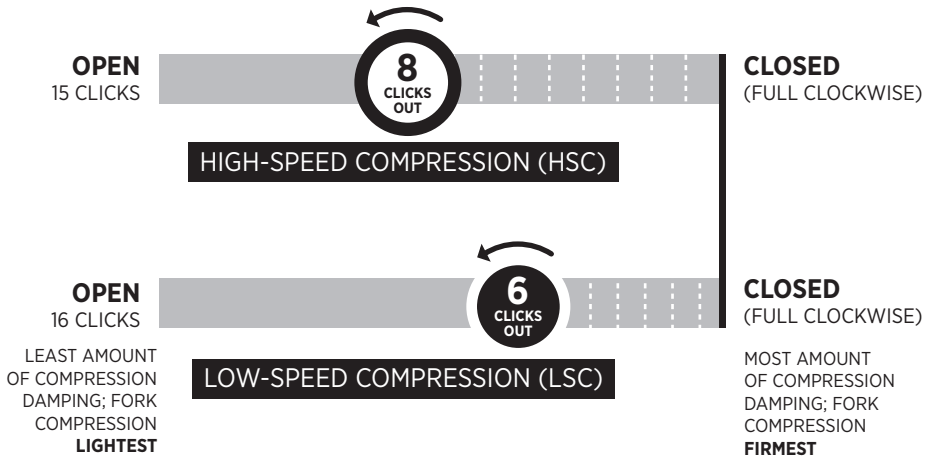 OPEN
15 CLICKS
8
CLICKS
OUT
CLOSED
(FULL CLOCKWISE)
HIGH-SPEED COMPRESSION (HSC)
OPEN
16 CLICKS
6
CLICKS
OUT
CLOSED
(FULL CLOCKWISE)
LEAST AMOUNT
OF COMPRESSION
DAMPING; FORK
COMPRESSION
LIGHTEST
LOW-SPEED COMPRESSION (LSC)
MOST AMOUNT
OF COMPRESSION
DAMPING; FORK
COMPRESSION
FIRMEST